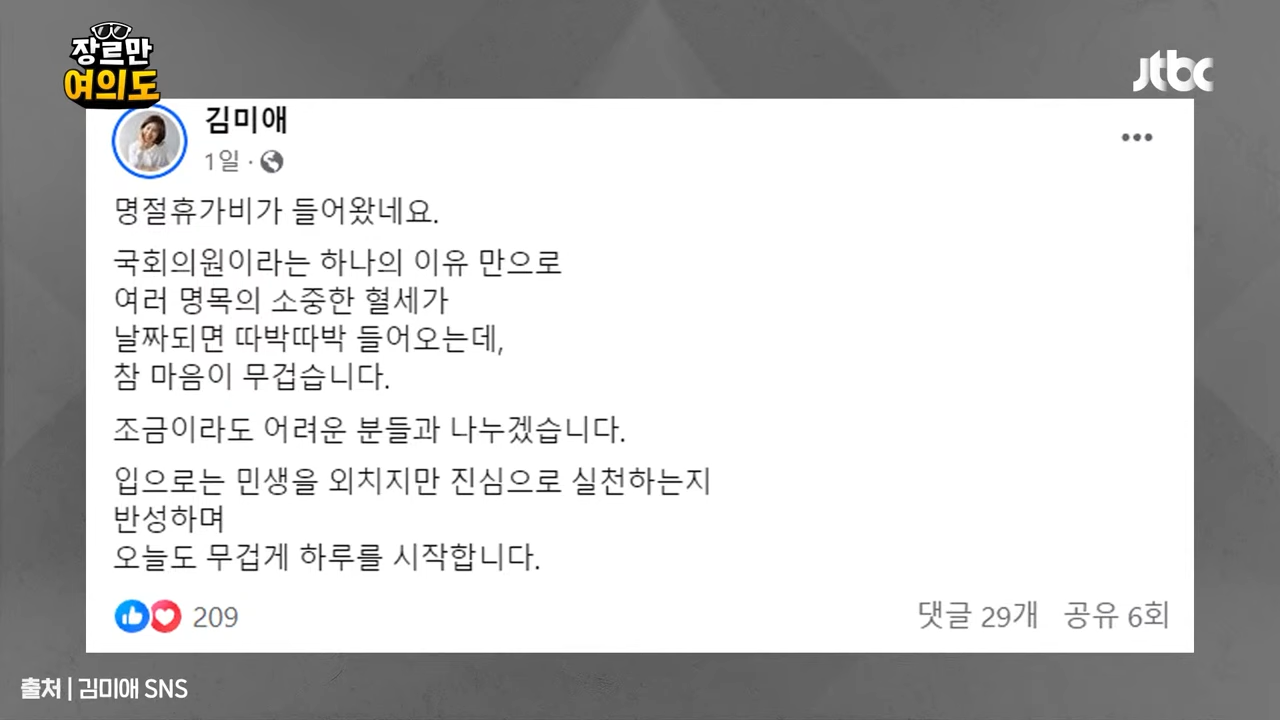 장르만
여의도
jtbc
김미애
1일 ·
명절휴가비가 들어왔네요.
국회의원이라는 하나의 이유 만으로
여러 명목의 소중한 혈세가
날짜되면 따박따박 들어오는데,
참 마음이 무겁습니다.
조금이라도 어려운 분들과 나누겠습니다.
입으로는 민생을 외치지만 진심으로 실천하는지
반성하며
오늘도 무겁게 하루를 시작합니다.
209
댓글 29개 공유 6회
출처 | 김미애 SNS